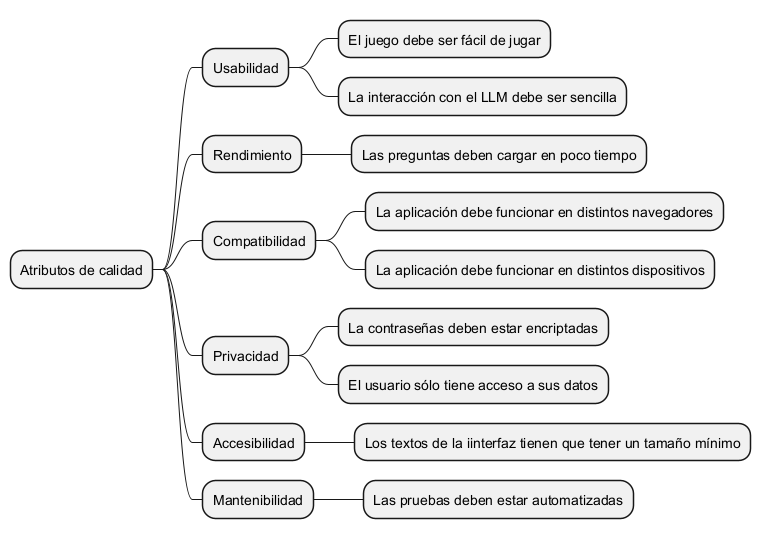 Atributos de calidad
Usabilidad
El juego debe ser fácil de jugar
La interacción con el LLM debe ser sencilla
Rendimiento
Las preguntas deben cargar en poco tiempo
Compatibilidad
La aplicación debe funcionar en distintos navegadores
La aplicación debe funcionar en distintos dispositivos
Privacidad
La contraseñas deben estar encriptadas
El usuario sólo tiene acceso a sus datos
Accesibilidad
Los textos de la iinterfaz tienen que tener un tamaño mínimo
Mantenibilidad
Las pruebas deben estar automatizadas